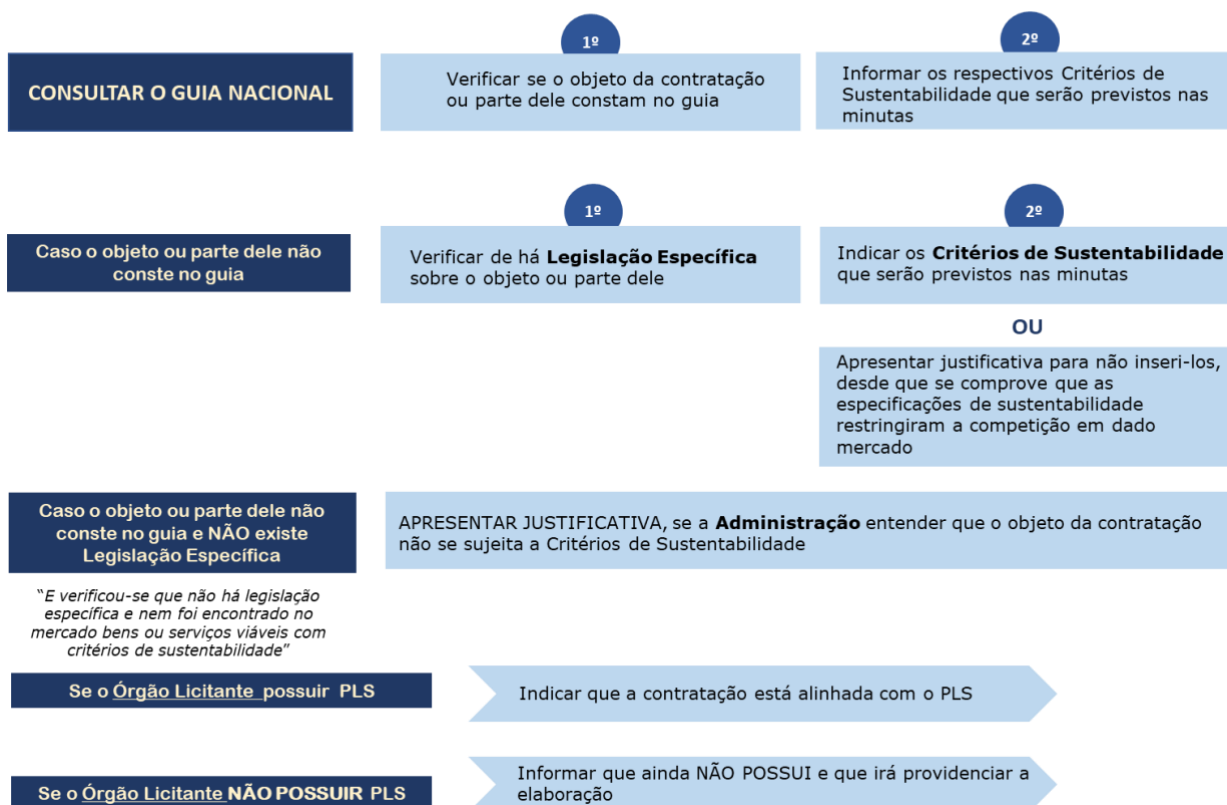 1º
2º
CONSULTAR O GUIA NACIONAL
Verificar se o objeto da contratação
ou parte dele constam no guia
Informar os respectivos Critérios de
Sustentabilidade que serão previstos nas
minutas
1º
2º
Caso o objeto ou parte dele não
conste no guia
Verificar de há Legislação Específica
sobre o objeto ou parte dele
Indicar os Critérios de Sustentabilidade
que serão previstos nas minutas
OU
Apresentar justificativa para não inseri-los,
desde que se comprove que as
especificações de sustentabilidade
restringiram a competição em dado
mercado
Caso o objeto ou parte dele não
conste no guia e NÃO existe
Legislação Específica
APRESENTAR JUSTIFICATIVA, se a Administração entender que o objeto da contratação
não se sujeita a Critérios de Sustentabilidade
"E verificou-se que não há legislação
específica e nem foi encontrado no
mercado bens ou serviços viáveis com
critérios de sustentabilidade"
Se o Órgão Licitante possuir PLS
Indicar que a contratação está alinhada com o PLS
Se o Órgão Licitante NÃO POSSUIR PLS
Informar que ainda NÃO POSSUI e que irá providenciar a
elaboração